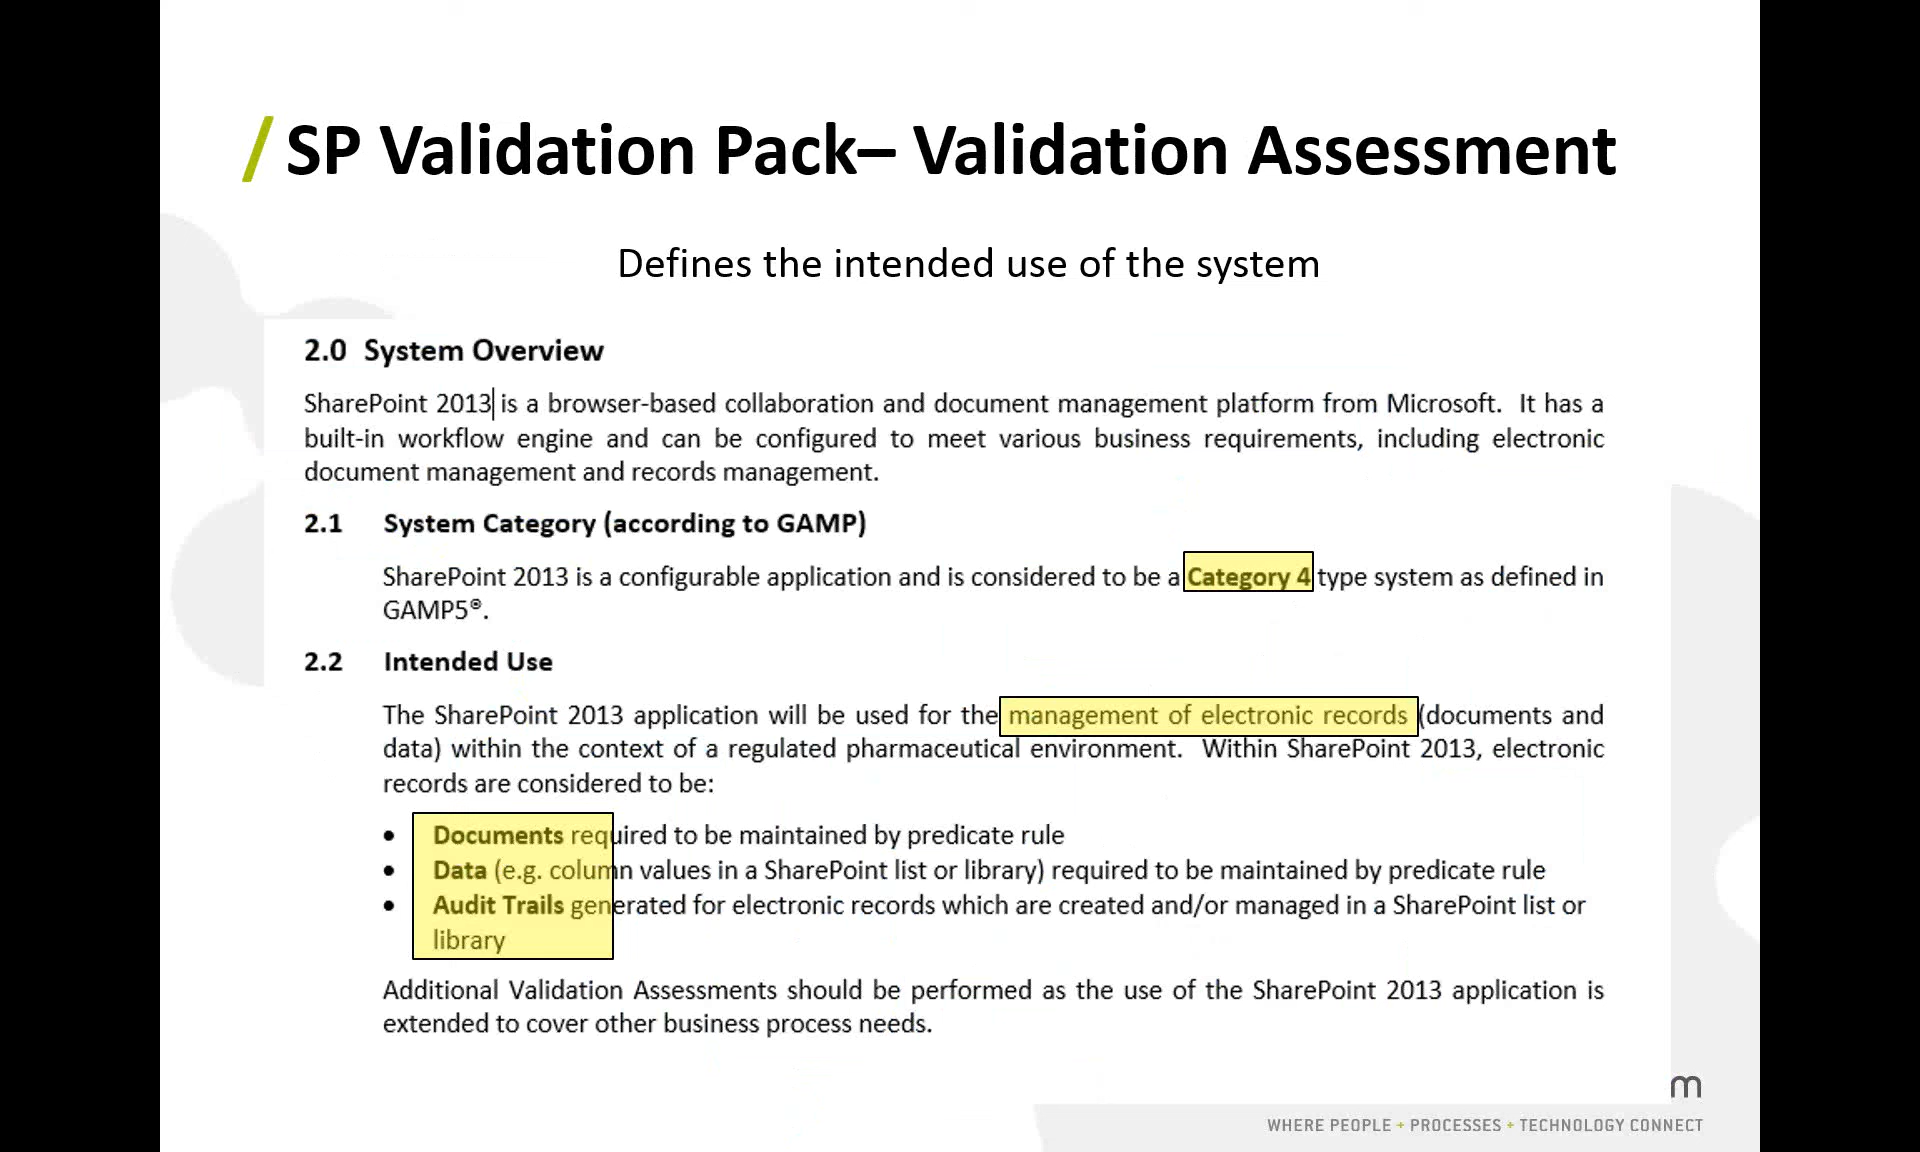 / SP Validation Pack– Validation Assessment
Defines the intended use of the system
2.0 System Overview
SharePoint 2013 is a browser-based collaboration and document management platform from Microsoft. It has a
built-in workflow engine and can be configured to meet various business requirements, including electronic
document management and records management.
2.1 System Category (according to GAMP)
SharePoint 2013 is a configurable application and is considered to be a Category 4 type system as defined in
GAMP5®.
2.2 Intended Use
The SharePoint 2013 application will be used for the management of electronic records (documents and
data) within the context of a regulated pharmaceutical environment. Within SharePoint 2013, electronic
records are considered to be:
• Documents required to be maintained by predicate rule
• Data (e.g. column values in a SharePoint list or library) required to be maintained by predicate rule
• Audit Trails generated for electronic records which are created and/or managed in a SharePoint list or
library
Additional Validation Assessments should be performed as the use of the SharePoint 2013 application is
extended to cover other business process needs.
m
WHERE PEOPLE + PROCESSES + TECHNOLOGY CONNECT